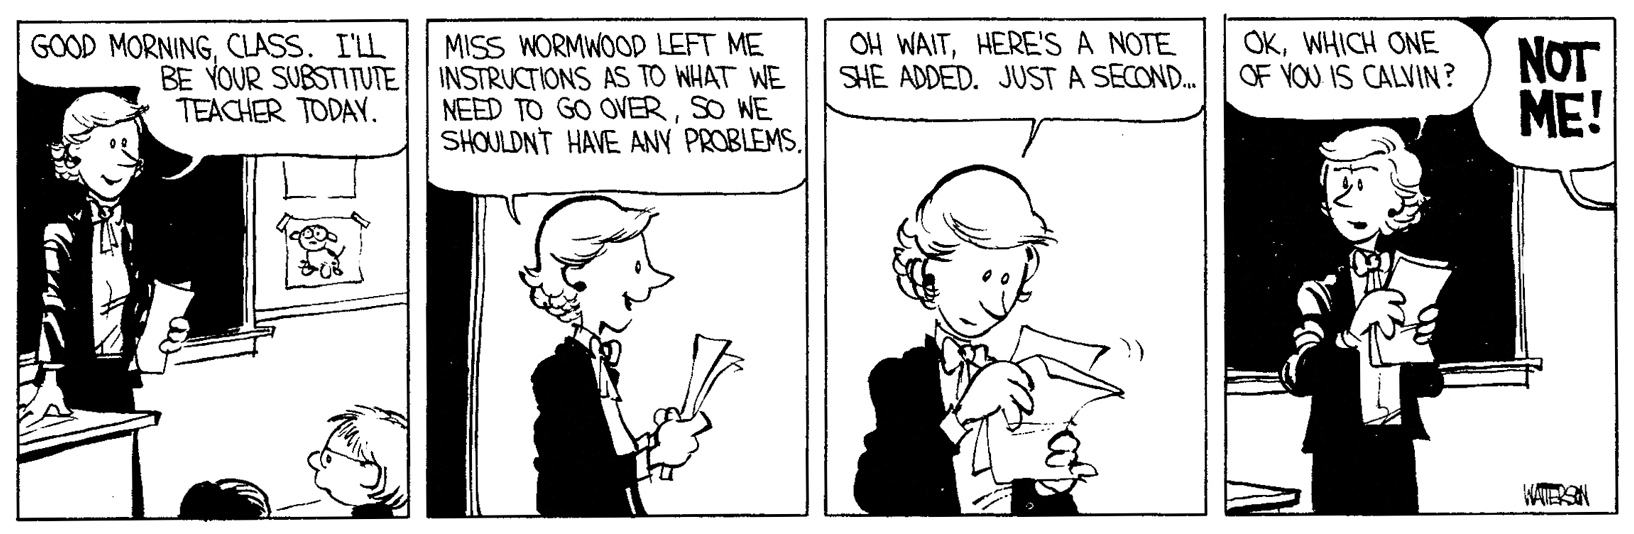 GOOD MORNING, CLASS. I'LL
BE YOUR SUBSTITUTE
TEACHER TODAY.
MISS WORMWOOD LEFT ME
INSTRUCTIONS AS TO WHAT WE
NEED TO GO OVER, SO WE
SHOULDN'T HAVE ANY PROBLEMS.
OH WAIT, HERE'S A NOTE
SHE ADDED. JUST A SECOND...
OK, WHICH ONE
OF YOU IS CALVIN?
NOT
ME!
WATTERSON